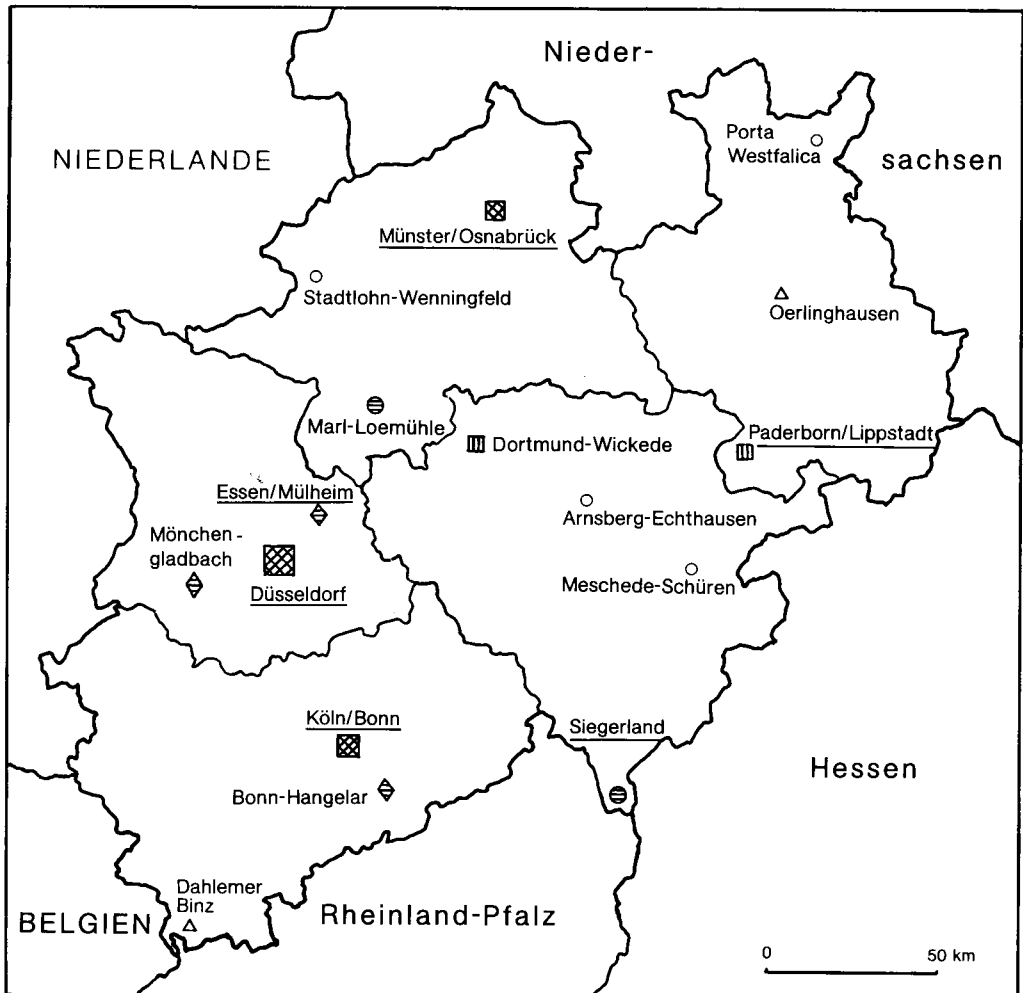 Nieder-
NIEDERLANDE
Porta
Westfalica
sachsen
Münster/Osnabrück
Stadtlohn-Wenningfeld
Oerlinghausen
Marl-Loemühle
Dortmund-Wickede
Paderborn/Lippstadt
Essen/Mülheim
Arnsberg-Echthausen
Mönchen-
gladbach
Düsseldorf
Meschede-Schüren
Köln/Bonn
Siegerland
Hessen
Bonn-Hangelar
Dahlemer
Binz
BELGIEN
Rheinland-Pfalz
0 50 km